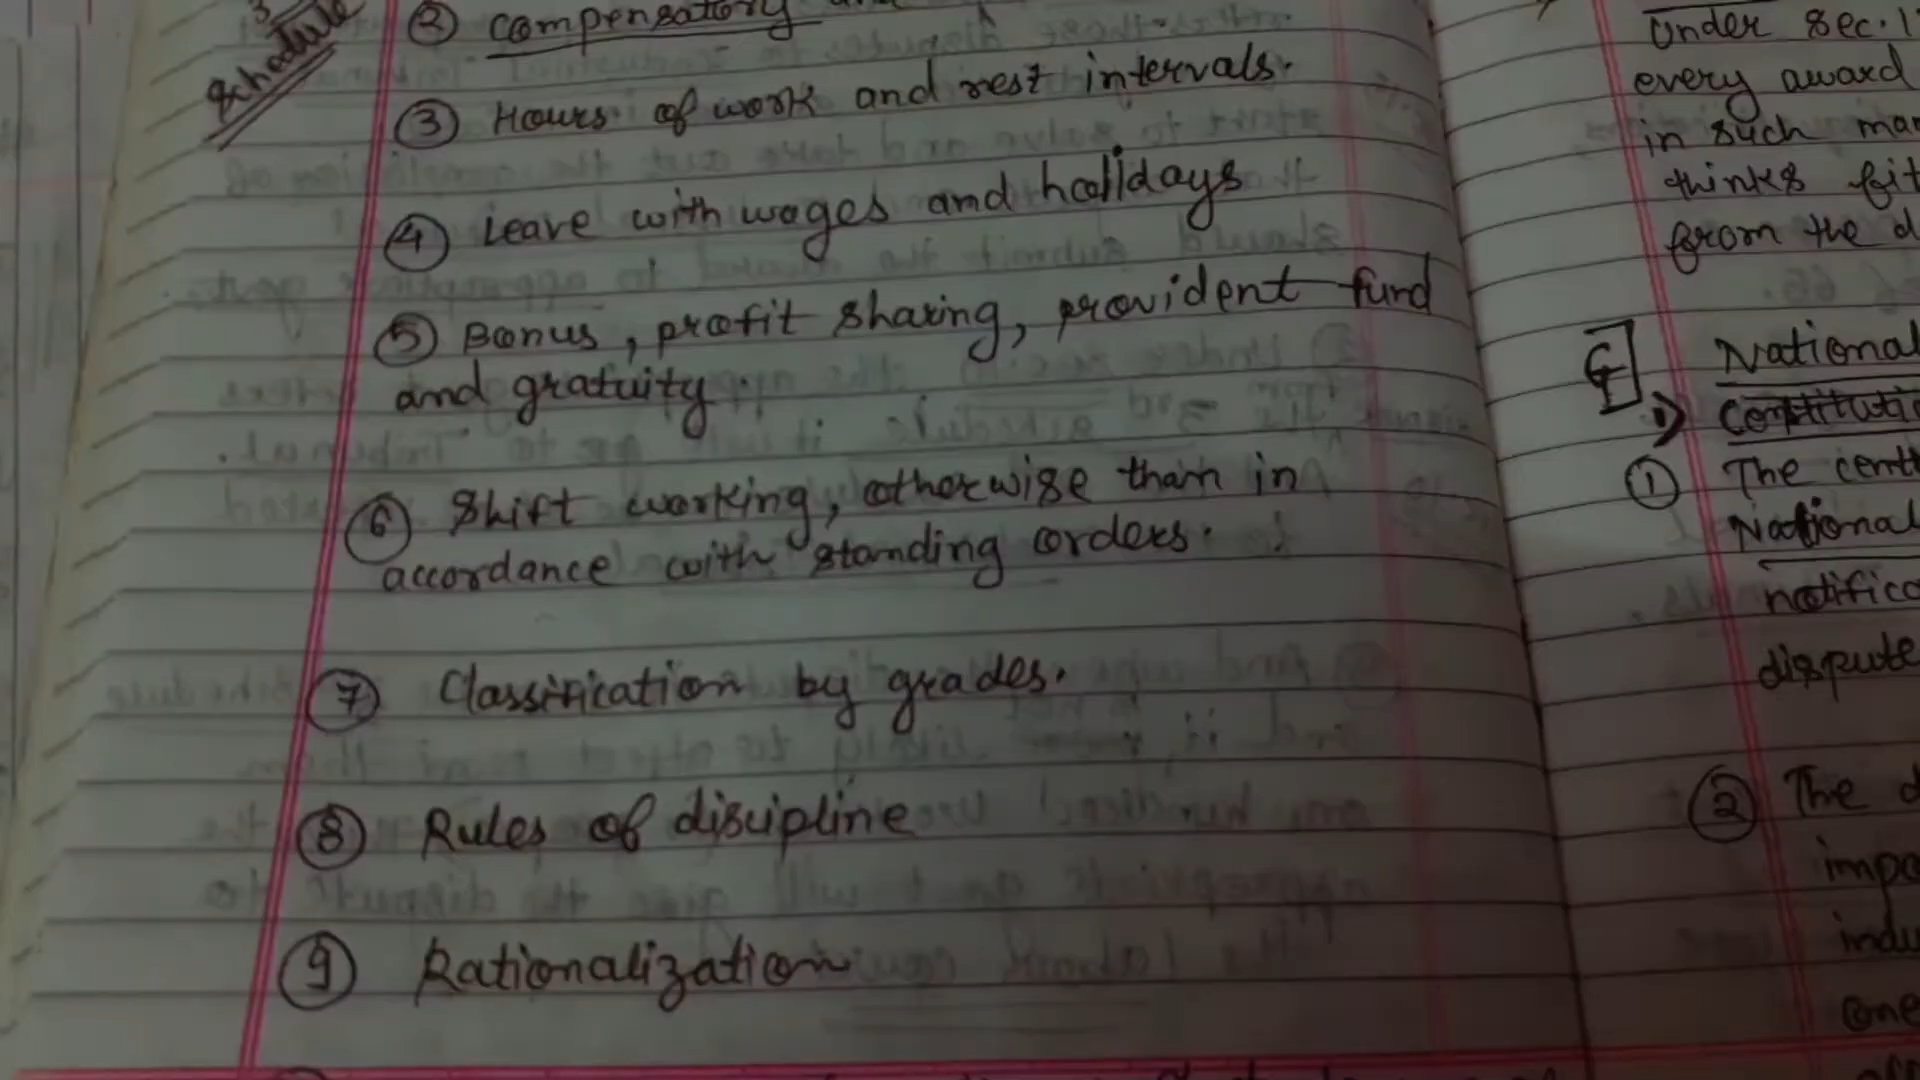 3
Schedule
② compensatory and
③ Hours of work and rest intervals.
④ Leave with wages and holidays
⑤ Bonus, profit sharing, provident fund
and gratuity.
⑥ Shift working, otherwise than in
accordance with standing orders.
⑦ Classification by grades.
⑧ Rules of discipline
⑨ Rationalization
Under sec. 1
every award
in such
thinks fit
from the d
National
① The
National
dispute
② The d